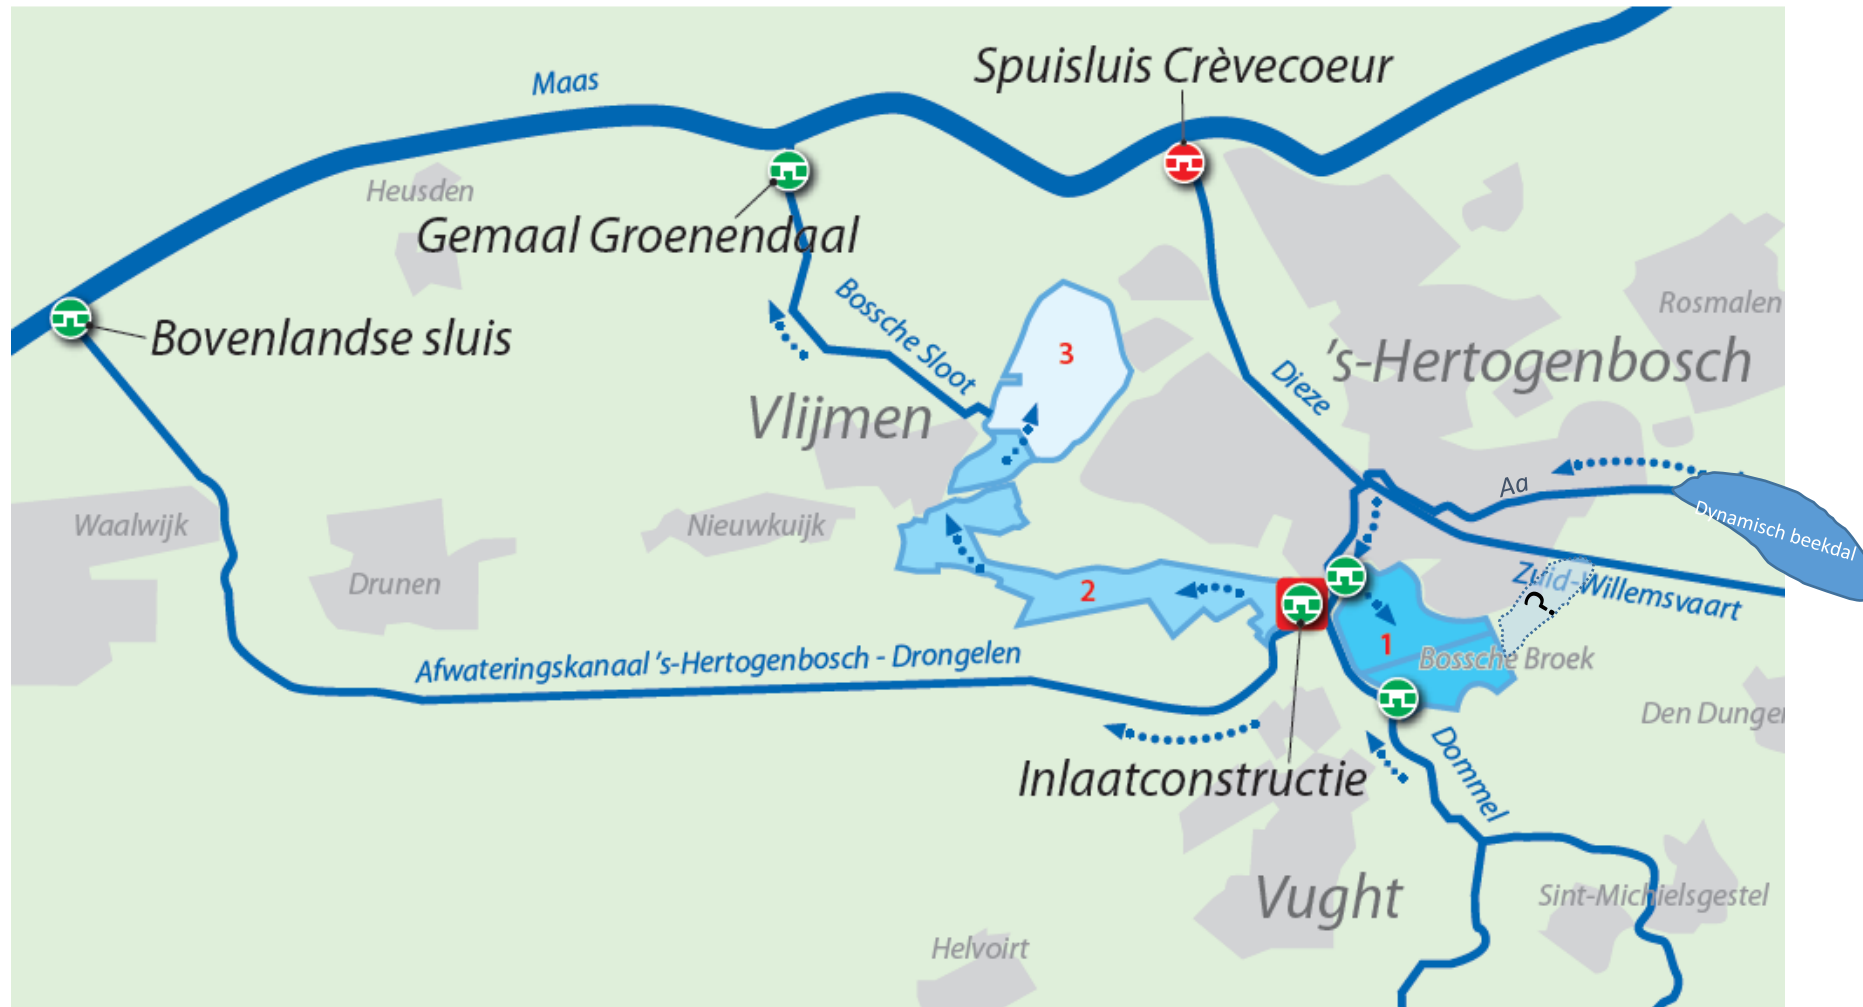 Spuisluis Crèvecoeur
Maas
Heusden
Gemaal Groenendaal
Bossche Sloot
Bovenlandse sluis
3
Rosmalen
's-Hertogenbosch
Dieze
Vlijmen
Aa
Waalwijk
Nieuwkuijk
Dynamisch beekdal
Drunen
2
Zuid-Willemsvaart
?
1
Bossche Broek
Afwateringskanaal 's-Hertogenbosch - Drongelen
Den Dungen
Inlaatconstructie
Dommel
Vught
Sint-Michielsgestel
Helvoirt